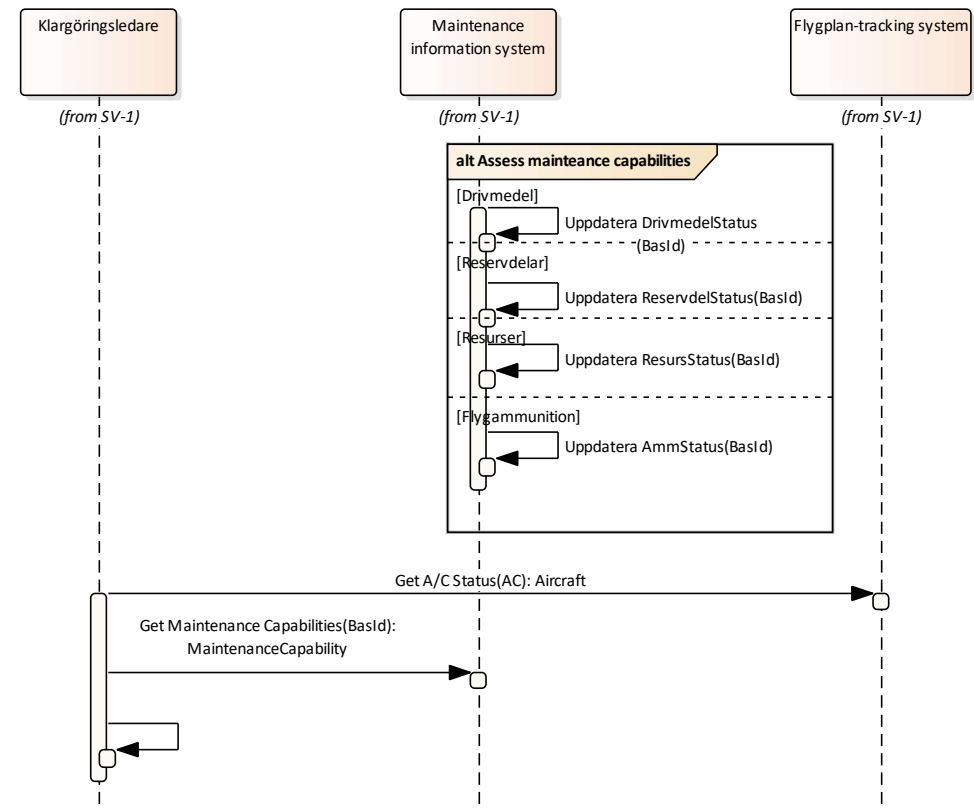 Klargöringsledare
Maintenance
information system
Flygplan-tracking system
(from SV-1)
(from SV-1)
(from SV-1)
alt Assess mainteance capabilities
[Drivmedel]
Uppdatera DrivmedelStatus
(BasId)
[Reservdelar]
Uppdatera ReservdelStatus(BasId)
[Resurser]
Uppdatera ResursStatus(BasId)
[Flygammunition]
Uppdatera AmmStatus(BasId)
Get A/C Status(AC): Aircraft
Get Maintenance Capabilities(BasId):
MaintenanceCapability